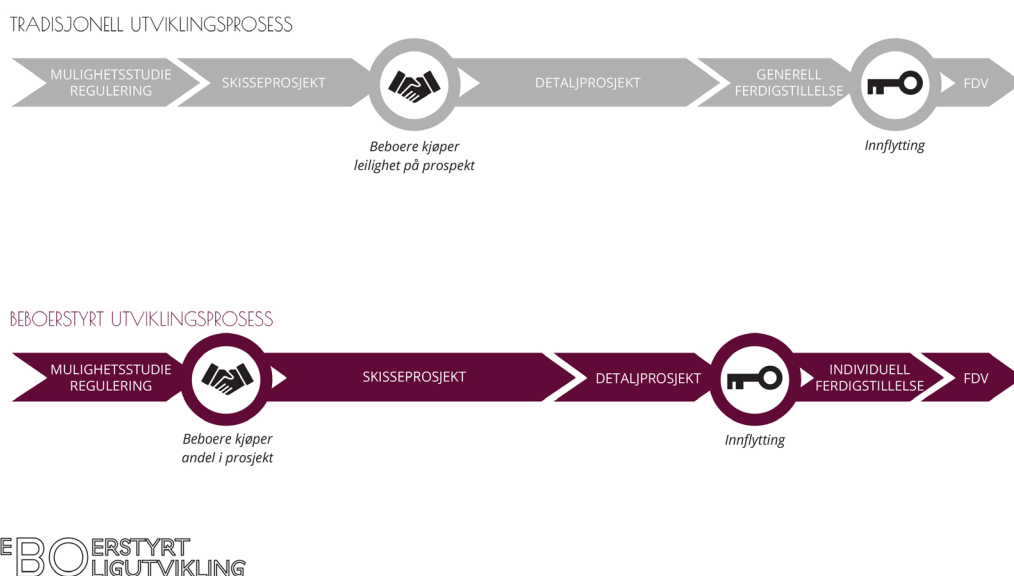 TRADISJONELL UTVIKLINGSPROSESS
MULIGHETSSTUDIE
REGULERING
SKISSEPROSJEKT
DETALJPROSJEKT
GENERELL
FERDIGSTILLELSE
FDV
Beboere kjøper
leilighet på prospekt
Innflytting
BEBOERSTYRT UTVIKLINGSPROSESS
MULIGHETSSTUDIE
REGULERING
SKISSEPROSJEKT
DETALJPROSJEKT
INDIVIDUELL
FERDIGSTILLELSE
FDV
Beboere kjøper
andel i prosjekt
Innflytting
EBOERSTYRT
LIGUTVIKLING